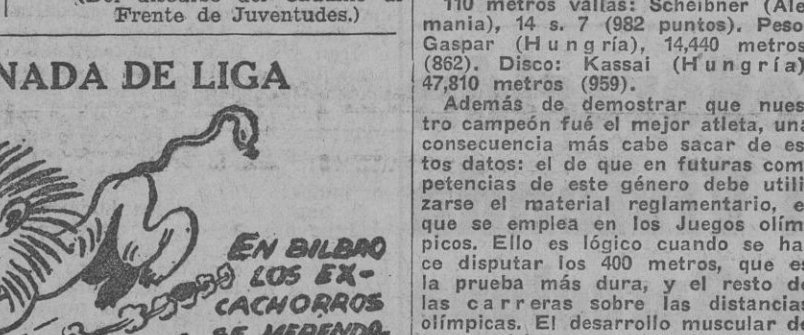 Frente de Juventudes.)
NADA DE LIGA
EN BILBAO
LOS EX-
CACHORROS
SE MERENDA-
110 metros vallas: Scheibner (Ale
mania), 14 s. 7 (982 puntos). Peso
Gaspar (Hungría), 14,440 metros
(862). Disco: Kassai (Hungría)
47,810 metros (959).
Además de demostrar que nues
tro campeón fué el mejor atleta, una
consecuencia más cabe sacar de es
tos datos: el de que en futuras com
petencias de este género debe utili
zarse el material reglamentario, e
que se emplea en los Juegos olím
picos. Ello es lógico cuando se ha
ce disputar los 400 metros, que es
la prueba más dura, y el resto de
las carreras sobre las distancias
olímpicas. El desarrollo muscular de